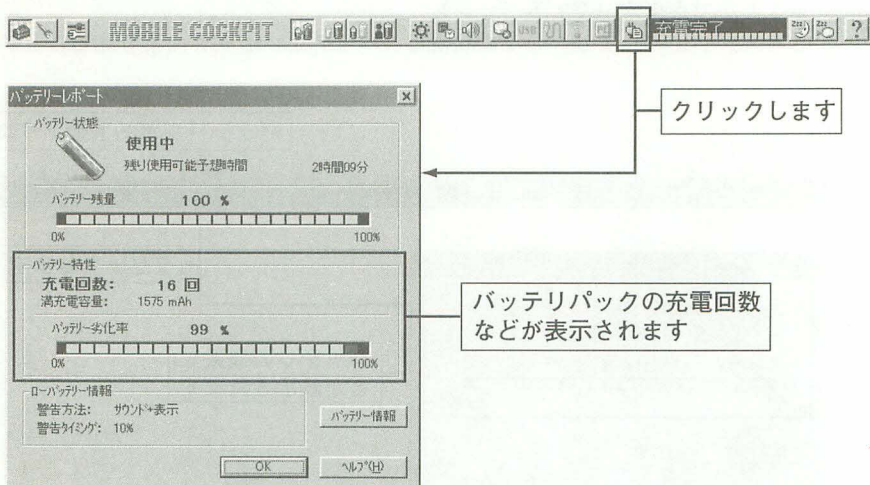 MOBILE COCKPIT
USB
充電完了
Zzz
Zzz
?
クリックします
バッテリーレポート
バッテリー状態
使用中
残り使用可能予想時間 2時間09分
バッテリー残量 100 %
0% 100%
バッテリー特性
充電回数: 16 回
満充電容量: 1575 mAh
バッテリー劣化率 99 %
0% 100%
バッテリパックの充電回数
などが表示されます
ローバッテリー情報
警告方法: サウンド+表示
警告タイミング: 10%
バッテリー情報
OK
ヘルプ(H)